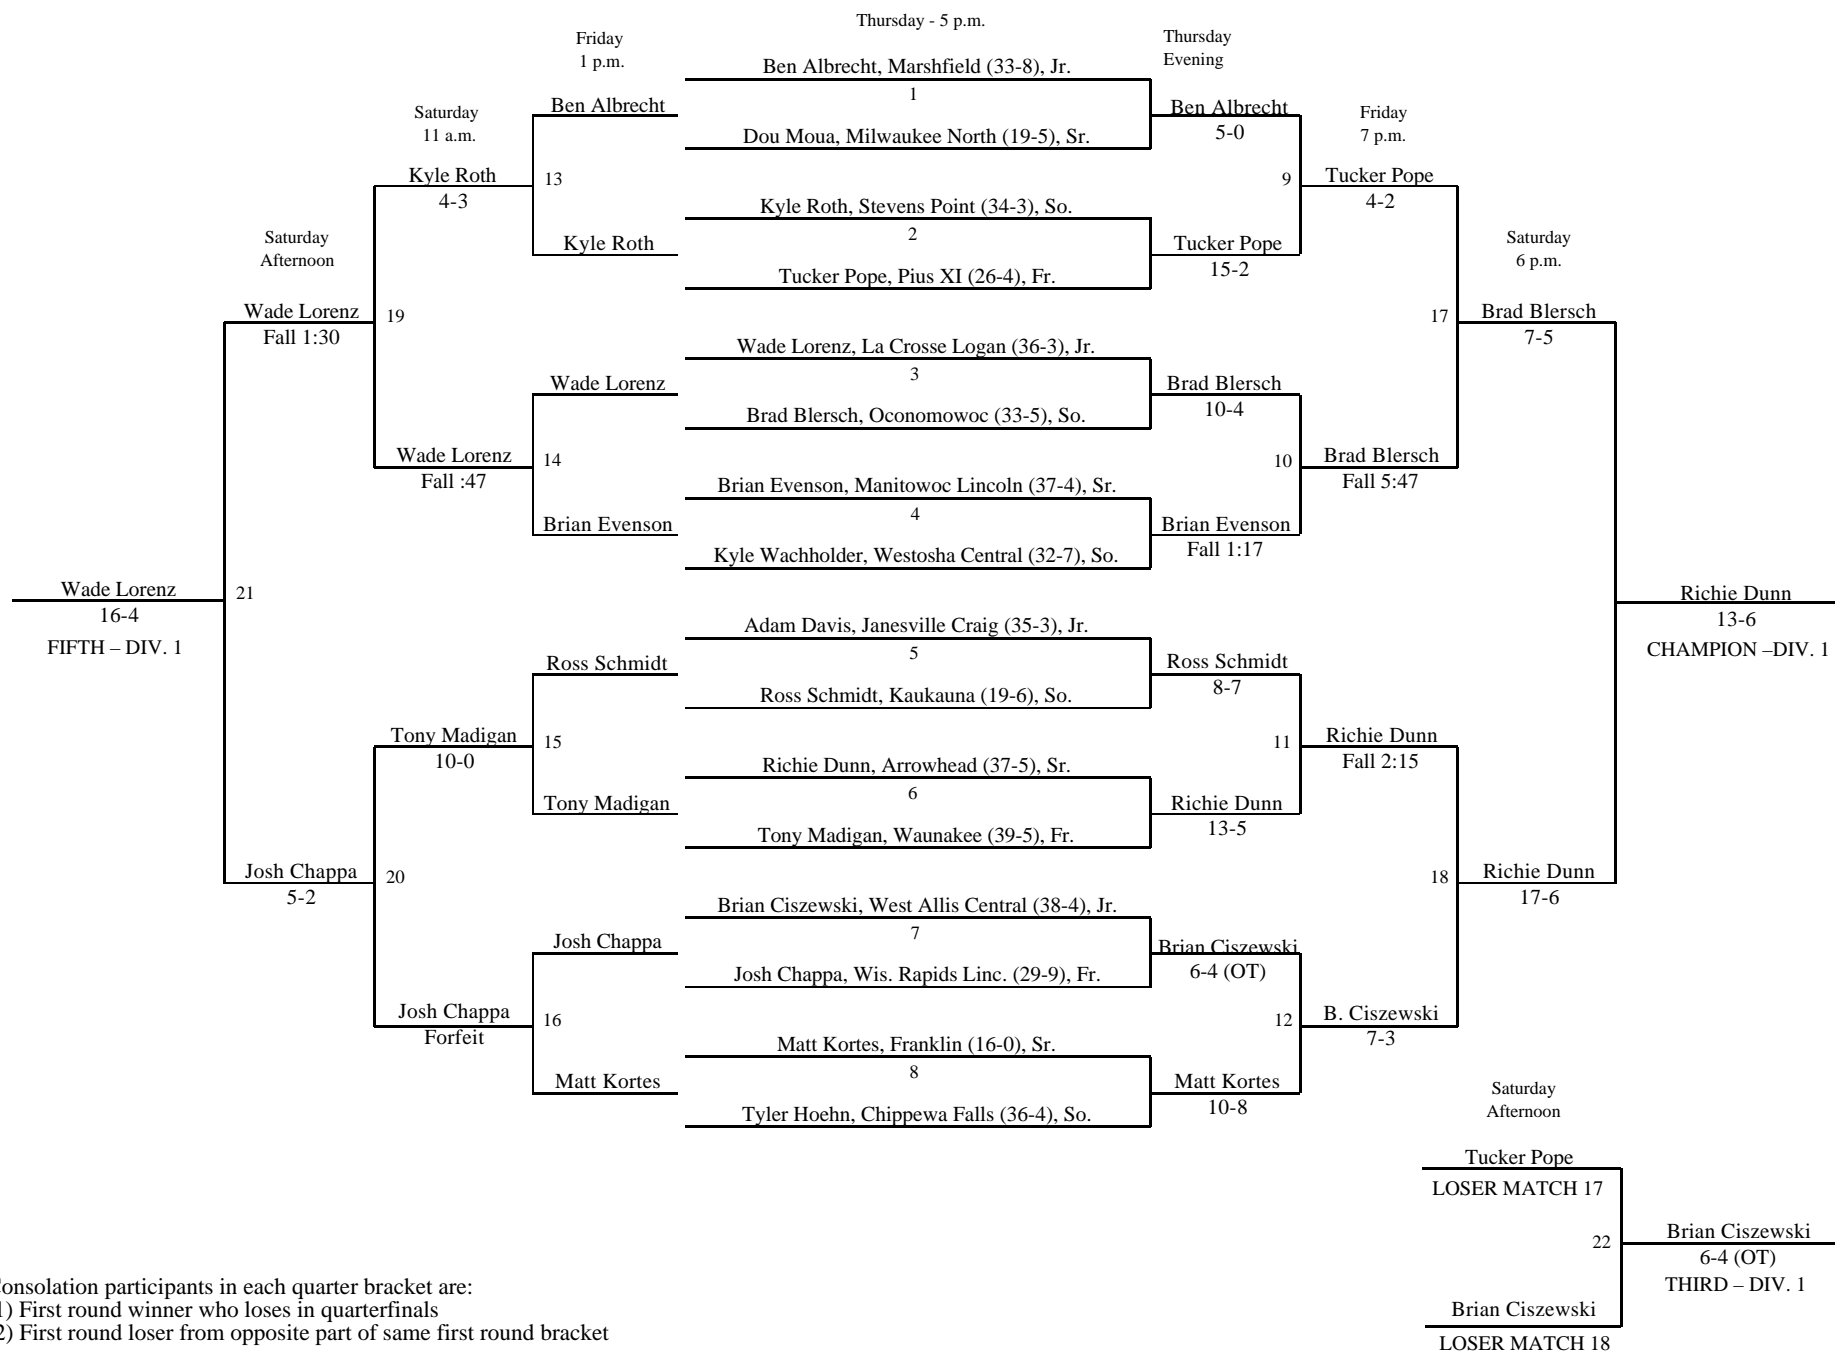 Thursday - 5 p.m.
Friday
1 p.m.
Thursday
Evening
Ben Albrecht, Marshfield (33-8), Jr.
1
Dou Moua, Milwaukee North (19-5), Sr.
Ben Albrecht
Ben Albrecht
5-0
Saturday
11 a.m.
Friday
7 p.m.
Kyle Roth
4-3
13
9
Tucker Pope
4-2
Kyle Roth, Stevens Point (34-3), So.
2
Tucker Pope, Pius XI (26-4), Fr.
Kyle Roth
Tucker Pope
15-2
Saturday
Afternoon
Saturday
6 p.m.
Wade Lorenz
Fall 1:30
19
17
Brad Blersch
7-5
Wade Lorenz, La Crosse Logan (36-3), Jr.
3
Brad Blersch, Oconomowoc (33-5), So.
Wade Lorenz
Brad Blersch
10-4
Wade Lorenz
Fall :47
14
10
Brad Blersch
Fall 5:47
Brian Evenson, Manitowoc Lincoln (37-4), Sr.
4
Kyle Wachholder, Westosha Central (32-7), So.
Brian Evenson
Brian Evenson
Fall 1:17
Wade Lorenz
16-4
FIFTH – DIV. 1
21
Richie Dunn
13-6
CHAMPION –DIV. 1
Adam Davis, Janesville Craig (35-3), Jr.
5
Ross Schmidt, Kaukauna (19-6), So.
Ross Schmidt
Ross Schmidt
8-7
Tony Madigan
10-0
15
11
Richie Dunn
Fall 2:15
Richie Dunn, Arrowhead (37-5), Sr.
6
Tony Madigan, Waunakee (39-5), Fr.
Tony Madigan
Richie Dunn
13-5
Josh Chappa
5-2
20
18
Richie Dunn
17-6
Brian Ciszewski, West Allis Central (38-4), Jr.
7
Josh Chappa, Wis. Rapids Linc. (29-9), Fr.
Josh Chappa
Brian Ciszewski
6-4 (OT)
Josh Chappa
Forfeit
16
12
B. Ciszewski
7-3
Matt Kortes, Franklin (16-0), Sr.
8
Tyler Hoehn, Chippewa Falls (36-4), So.
Matt Kortes
Matt Kortes
10-8
Saturday
Afternoon
Tucker Pope
LOSER MATCH 17
22
Brian Ciszewski
6-4 (OT)
THIRD – DIV. 1
Brian Ciszewski
LOSER MATCH 18
onsolation participants in each quarter bracket are:
) First round winner who loses in quarterfinals
2) First round loser from opposite part of same first round bracket